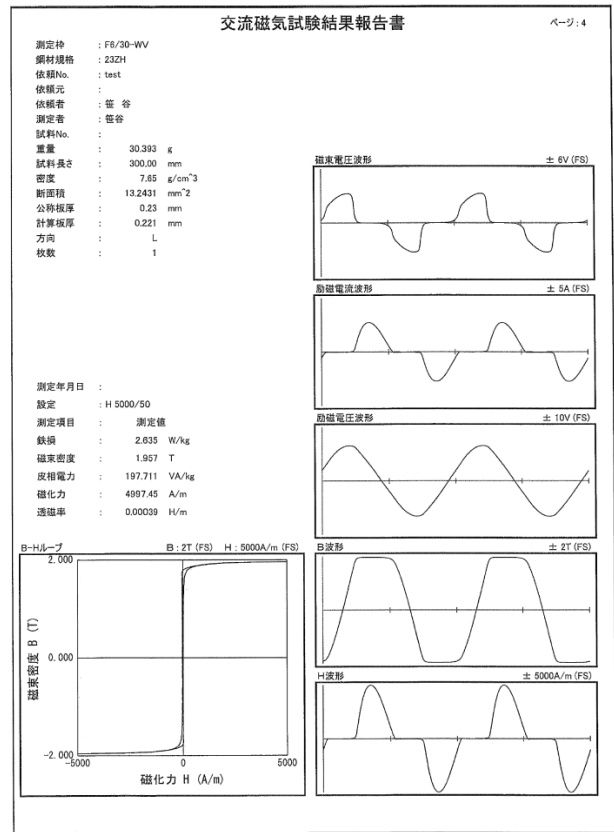 交流磁気試験結果報告書
ページ: 4
測定枠 : F6/30-WV
鋼材規格 : 23ZH
依頼No. : test
依頼元 :
依頼者 : 笹 谷
測定者 : 笹谷
試料No. :
重量 : 30.393 g
試料長さ : 300.00 mm
密度 : 7.65 g/cm^3
断面積 : 13.2431 mm^2
公称板厚 : 0.23 mm
計算板厚 : 0.221 mm
方向 : L
枚数 : 1
磁束電圧波形 ± 6V (FS)
励磁電流波形 ± 5A (FS)
測定年月日 :
設定 : H 5000/50
測定項目 : 測定値
鉄損 : 2.635 W/kg
磁束密度 : 1.957 T
皮相電力 : 197.711 VA/kg
磁化力 : 4997.45 A/m
透磁率 : 0.00039 H/m
励磁電圧波形 ± 10V (FS)
B-Hループ B : 2T (FS) H : 5000A/m (FS)
2.000
0.000
-2.000
磁束密度 B (T)
-5000 0 5000
磁化力 H (A/m)
B波形 ± 2T (FS)
H波形 ± 5000A/m (FS)